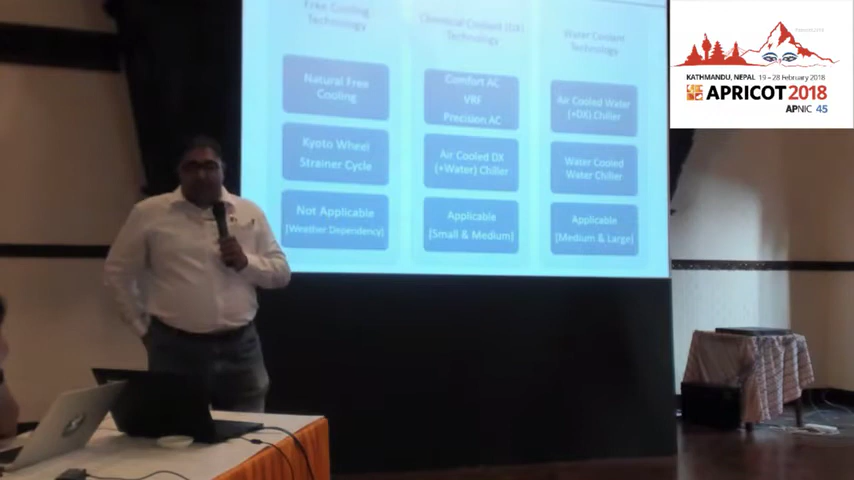 Free Cooling
Technology
Natural Free
Cooling
Kyoto Wheel
Strainer Cycle
Not Applicable
[Weather Dependency]
Chemical Coolant (DX)
Technology
Comfort AC
VRF
Precision AC
Air Cooled DX
(+Water) Chiller
Applicable
[Small & Medium]
Water Coolant
Technology
Air Cooled Water
(+DX) Chiller
Water Cooled
Water Chiller
Applicable
[Medium & Large]
KATHMANDU, NEPAL 19 – 28 February 2018
APRICOT 2018
APNIC 45